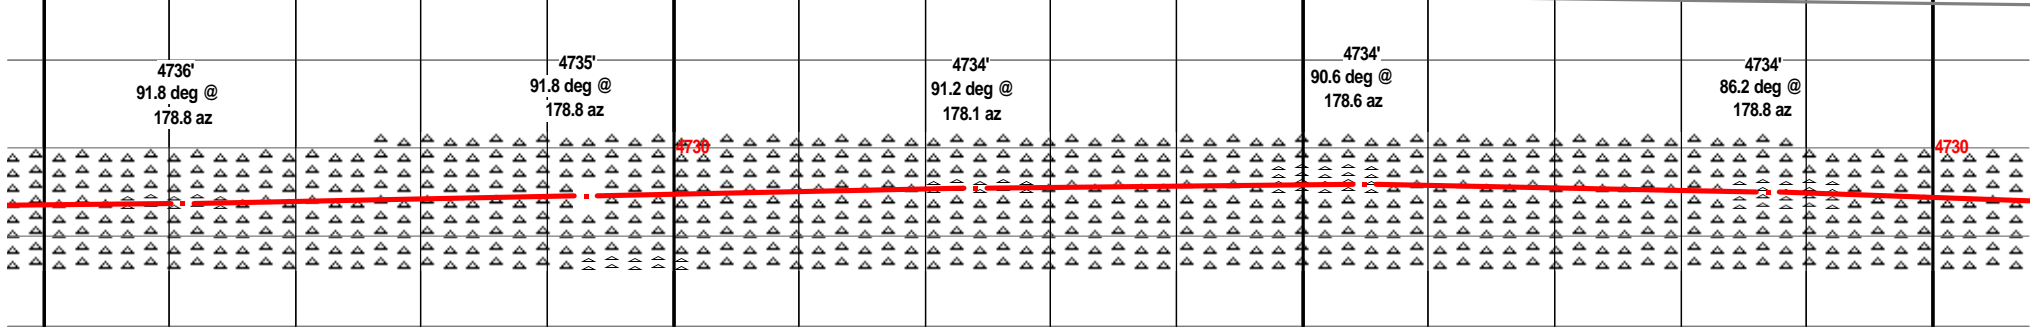 4736'
91.8 deg @
178.8 az
4735'
91.8 deg @
178.8 az
4734'
91.2 deg @
178.1 az
4734'
90.6 deg @
178.6 az
4734'
86.2 deg @
178.8 az
4730
4730